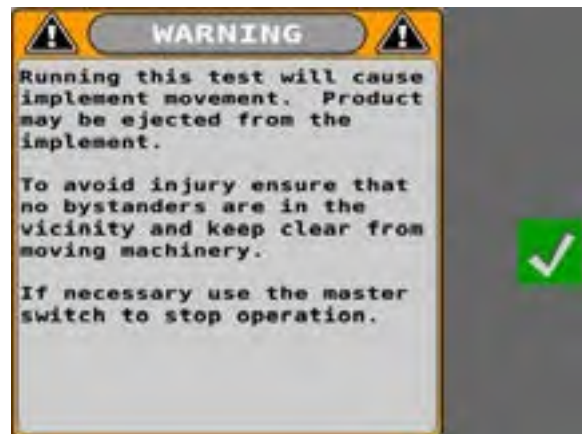 WARNING
Running this test will cause
implement movement.  Product
may be ejected from the
implement.
To avoid injury ensure that
no bystanders are in the
vicinity and keep clear from
moving machinery.
If necessary use the master
switch to stop operation.